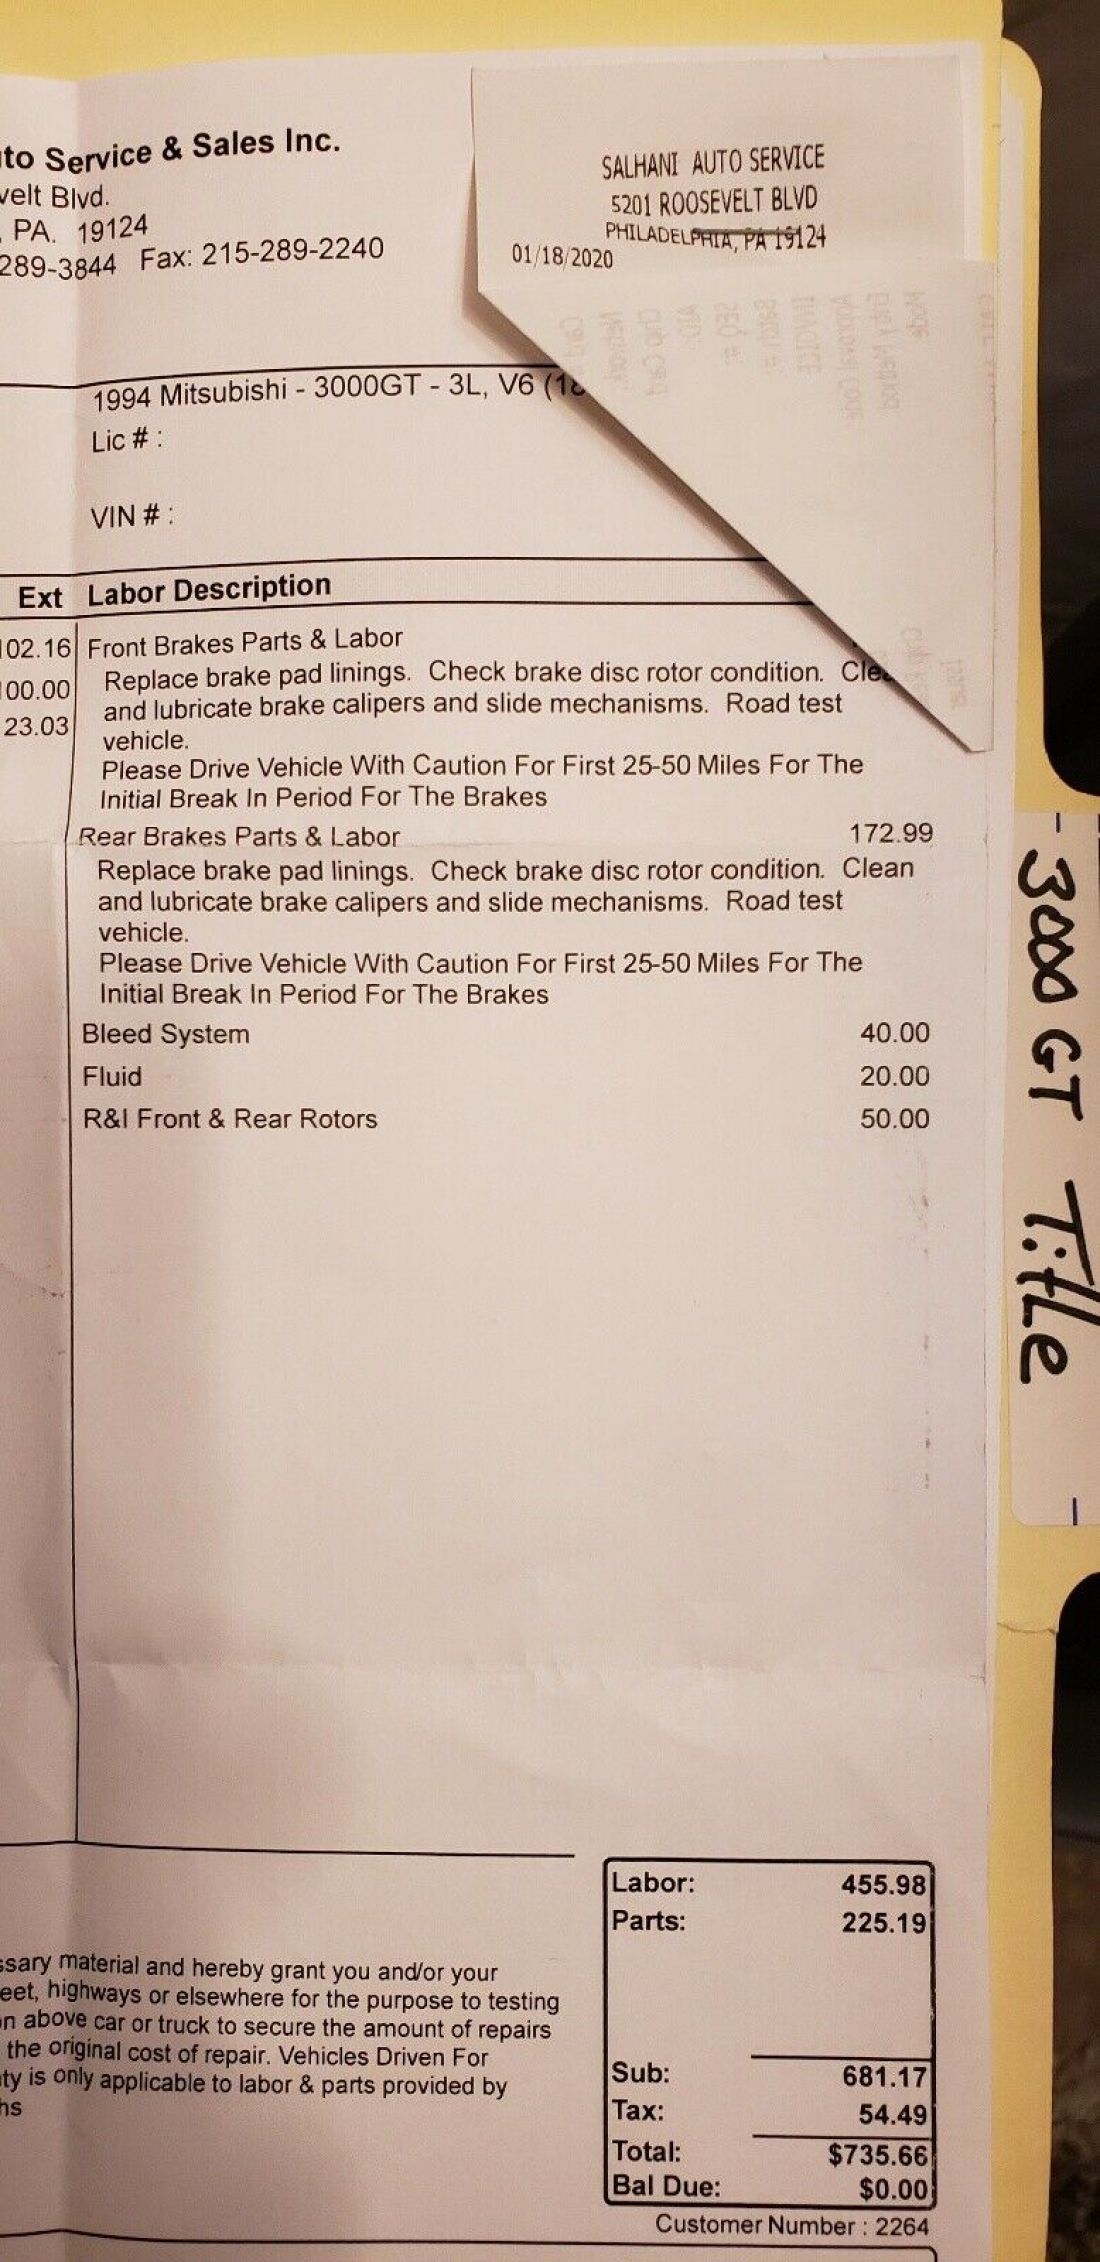 to Service & Sales Inc.
velt Blvd.
, PA. 19124
289-3844 Fax: 215-289-2240
SALHANI AUTO SERVICE
5201 ROOSEVELT BLVD
PHILADELPHIA, PA 19124
01/18/2020
1994 Mitsubishi - 3000GT - 3L, V6 (18
Lic # :
VIN # :
Ext Labor Description
02.16 Front Brakes Parts & Labor
00.00 Replace brake pad linings. Check brake disc rotor condition. Clea
23.03 and lubricate brake calipers and slide mechanisms. Road test
vehicle.
Please Drive Vehicle With Caution For First 25-50 Miles For The
Initial Break In Period For The Brakes
Rear Brakes Parts & Labor 172.99
Replace brake pad linings. Check brake disc rotor condition. Clean
and lubricate brake calipers and slide mechanisms. Road test
vehicle.
Please Drive Vehicle With Caution For First 25-50 Miles For The
Initial Break In Period For The Brakes
Bleed System 40.00
Fluid 20.00
R&I Front & Rear Rotors 50.00
3000 GT Title
Labor: 455.98
Parts: 225.19
ssary material and hereby grant you and/or your
eet, highways or elsewhere for the purpose to testing
n above car or truck to secure the amount of repairs
the original cost of repair. Vehicles Driven For
ty is only applicable to labor & parts provided by
hs
Sub: 681.17
Tax: 54.49
Total: $735.66
Bal Due: $0.00
Customer Number : 2264